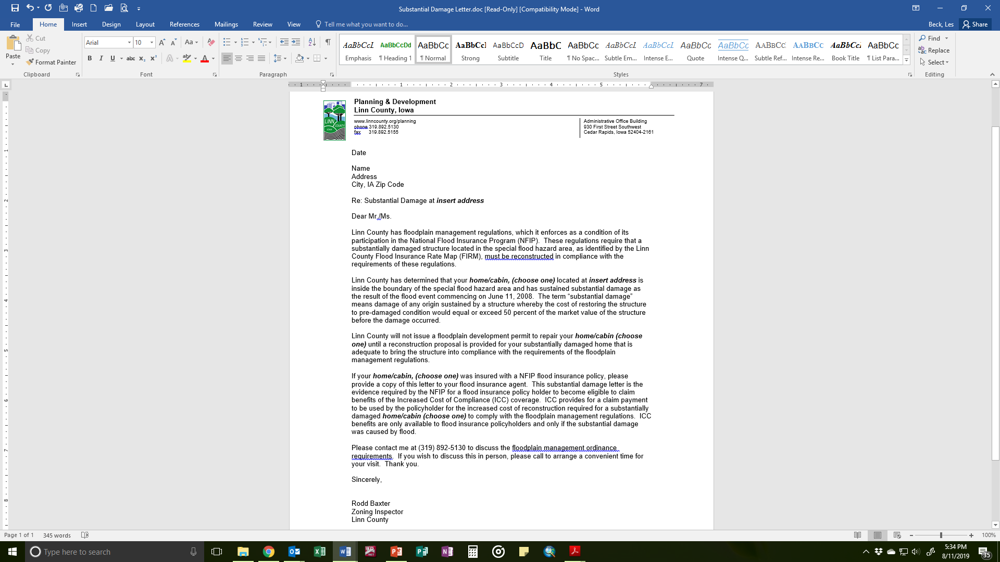 Substantial Damage Letter.doc [Read-Only] [Compatibility Mode] - Word
File Home Insert Design Layout References Mailings Review View Tell me what you want to do... Beck, Les Share
Paste Cut Copy Format Painter Clipboard
Arial 10 Font
Paragraph
AaBbCcI AaBbCcDd AaBbCc AaBbCcI AaBbCcD AaBbC AaBbCc AaBbCcI AaBbCcI AaBbCc AaBbCc AaBbCc AaBbCc AaBbCcI AaBbCc
Emphasis ¶ Heading 1 ¶ Normal Strong Subtitle Title ¶ No Spac... Subtle Em... Intense E... Quote Intense Q... Subtle Ref... Intense Re... Book Title ¶ List Para...
Styles
Find Replace Select Editing
1 1 2 3 4 5 7
LINN COUNTY IOWA
Planning & Development
Linn County, Iowa
www.linncounty.org/planning
phone 319.892.5130
fax 319.892.5155
Administrative Office Building
930 First Street Southwest
Cedar Rapids, Iowa 52404-2161
Date
Name
Address
City, IA Zip Code
Re: Substantial Damage at insert address
Dear Mr./Ms.
Linn County has floodplain management regulations, which it enforces as a condition of its
participation in the National Flood Insurance Program (NFIP). These regulations require that a
substantially damaged structure located in the special flood hazard area, as identified by the Linn
County Flood Insurance Rate Map (FIRM), must be reconstructed in compliance with the
requirements of these regulations.
Linn County has determined that your home/cabin, (choose one) located at insert address is
inside the boundary of the special flood hazard area and has sustained substantial damage as
the result of the flood event commencing on June 11, 2008. The term “substantial damage”
means damage of any origin sustained by a structure whereby the cost of restoring the structure
to pre-damaged condition would equal or exceed 50 percent of the market value of the structure
before the damage occurred.
Linn County will not issue a floodplain development permit to repair your home/cabin (choose
one) until a reconstruction proposal is provided for your substantially damaged home that is
adequate to bring the structure into compliance with the requirements of the floodplain
management regulations.
If your home/cabin, (choose one) was insured with a NFIP flood insurance policy, please
provide a copy of this letter to your flood insurance agent. This substantial damage letter is the
evidence required by the NFIP for a flood insurance policy holder to become eligible to claim
benefits of the Increased Cost of Compliance (ICC) coverage. ICC provides for a claim payment
to be used by the policyholder for the increased cost of reconstruction required for a substantially
damaged home/cabin (choose one) to comply with the floodplain management regulations. ICC
benefits are only available to flood insurance policyholders and only if the substantial damage
was caused by flood.
Please contact me at (319) 892-5130 to discuss the floodplain management ordinance
requirements. If you wish to discuss this in person, please call to arrange a convenient time for
your visit. Thank you.
Sincerely,
Rodd Baxter
Zoning Inspector
Linn County
1
2
3
4
5
6
7
8
Page 1 of 1 345 words 100%
Type here to search
5:34 PM
8/11/2019
35